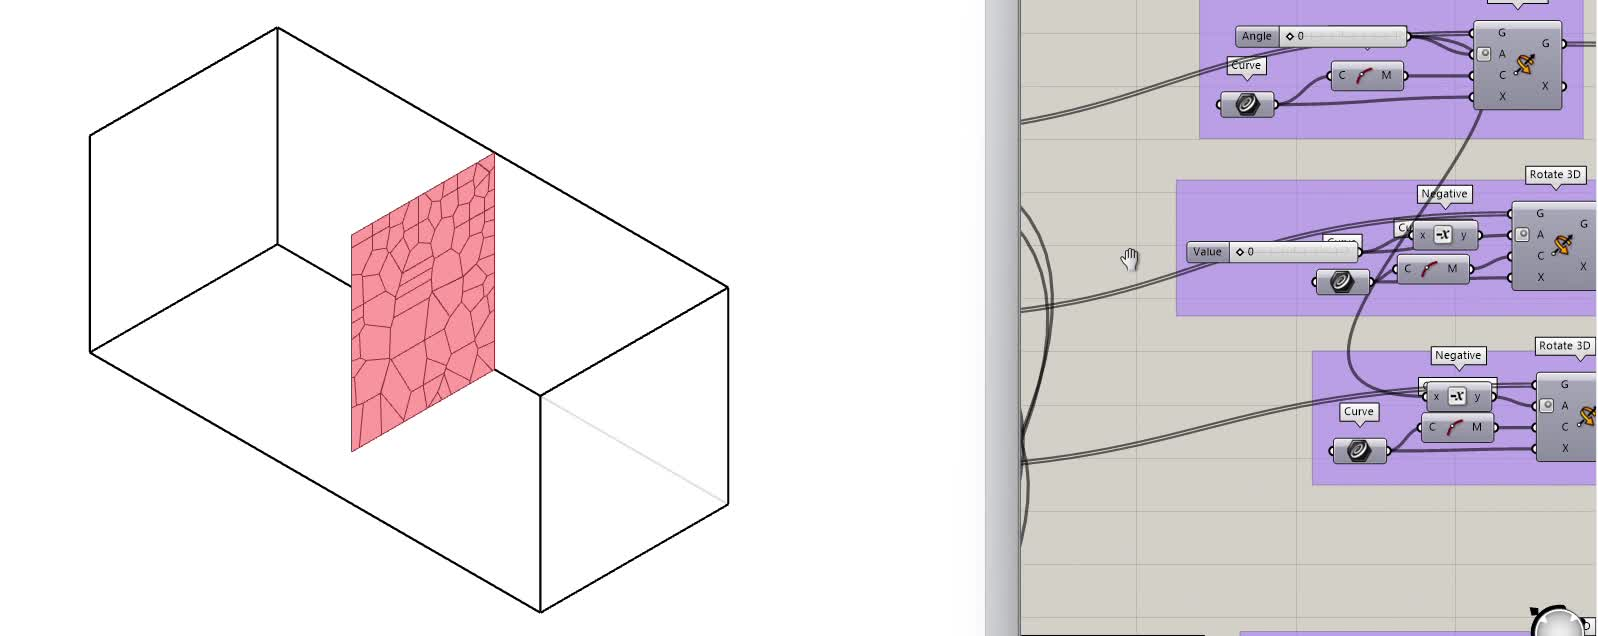 Angle
0
G
A
C
X
G
X
Curve
C M
Rotate 3D
Negative
x -x y
Value
0
C M
G
A
C
X
G
X
Rotate 3D
Negative
x -x y
Curve
C M
G
A
C
X